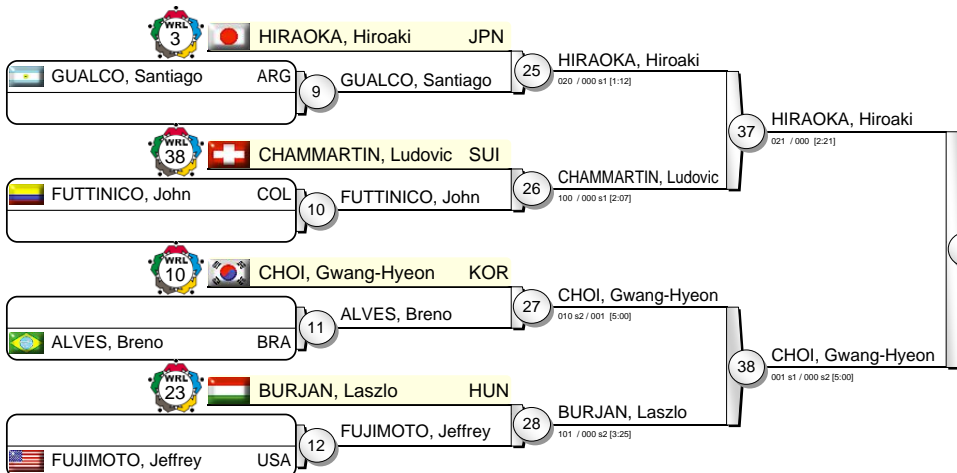 WRL
3
HIRAOKA, Hiroaki JPN
GUALCO, Santiago ARG
9
GUALCO, Santiago
25
HIRAOKA, Hiroaki
020 / 000 s1 [1:12]
WRL
38
CHAMMARTIN, Ludovic SUI
FUTTINICO, John COL
10
FUTTINICO, John
26
CHAMMARTIN, Ludovic
100 / 000 s1 [2:07]
37
HIRAOKA, Hiroaki
021 / 000 [2:21]
WRL
10
CHOI, Gwang-Hyeon KOR
ALVES, Breno BRA
11
ALVES, Breno
27
CHOI, Gwang-Hyeon
010 s2 / 001 [5:00]
WRL
23
BURJAN, Laszlo HUN
FUJIMOTO, Jeffrey USA
12
FUJIMOTO, Jeffrey
28
BURJAN, Laszlo
101 / 000 s2 [3:25]
38
CHOI, Gwang-Hyeon
001 s1 / 000 s2 [5:00]